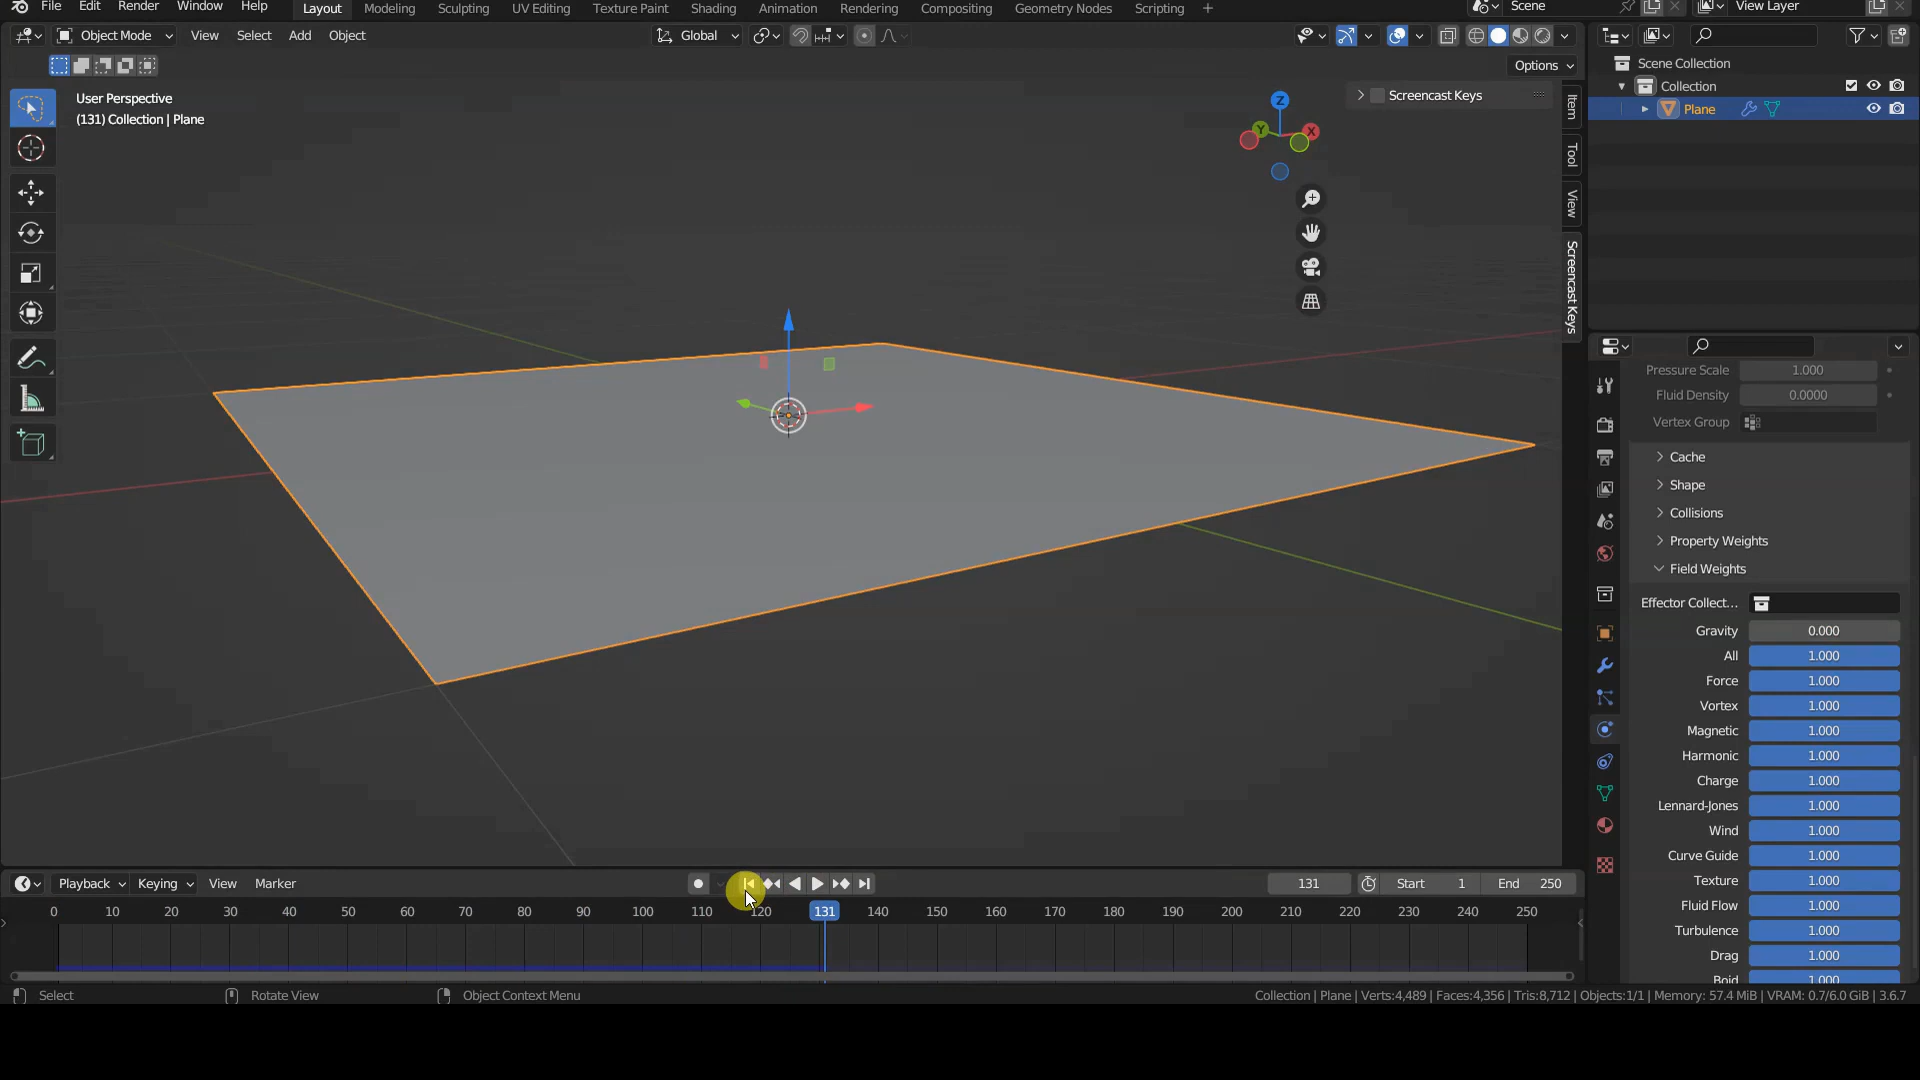 File Edit Render Window Help Layout Modeling Sculpting UV Editing Texture Paint Shading Animation Rendering Compositing Geometry Nodes Scripting + Scene View Layer
Object Mode View Select Add Object Global
Options
User Perspective
(131) Collection | Plane
Screencast Keys
Z
Y
X
Item
Tool
View
Screencast Keys
Scene Collection
Collection
Plane
Pressure Scale 1.000
Fluid Density 0.0000
Vertex Group
Cache
Shape
Collisions
Property Weights
Field Weights
Effector Collect...
Gravity 0.000
All 1.000
Force 1.000
Vortex 1.000
Magnetic 1.000
Harmonic 1.000
Charge 1.000
Lennard-Jones 1.000
Wind 1.000
Curve Guide 1.000
Texture 1.000
Fluid Flow 1.000
Turbulence 1.000
Drag 1.000
Boid 1.000
Playback Keying View Marker 131 Start 1 End 250
0 10 20 30 40 50 60 70 80 90 100 110 120 131 140 150 160 170 180 190 200 210 220 230 240 250
Select Rotate View Object Context Menu Collection | Plane | Verts:4,489 | Faces:4,356 | Tris:8,712 | Objects:1/1 | Memory: 57.4 MiB | VRAM: 0.7/6.0 GiB | 3.6.7